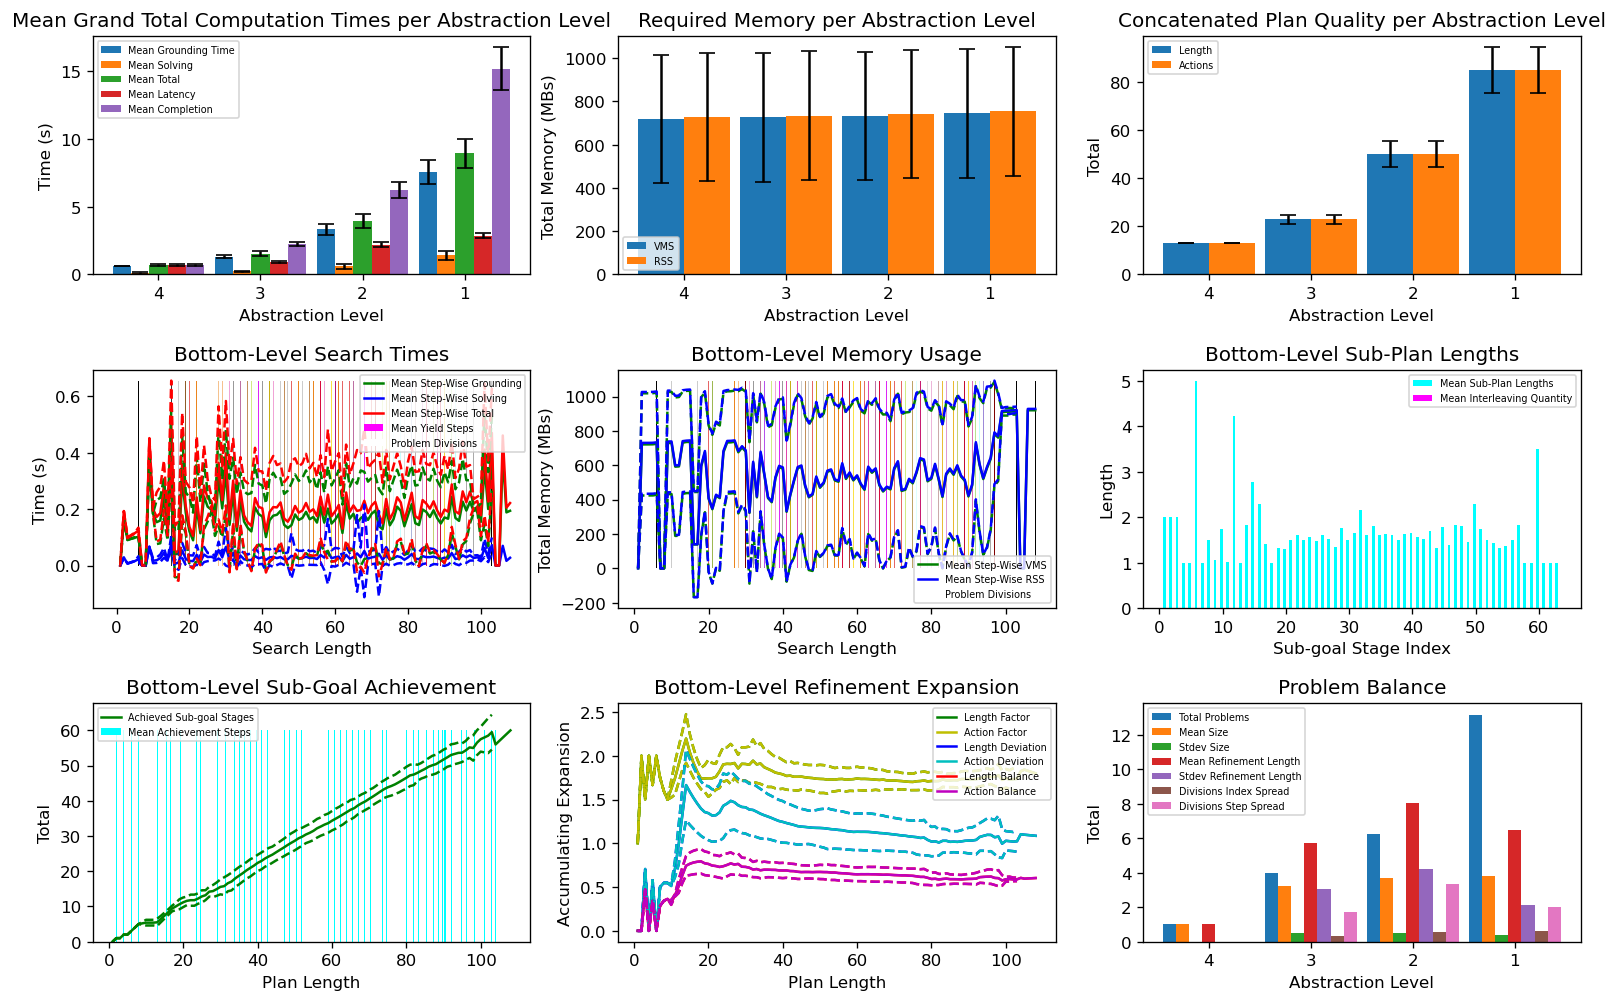 Mean Grand Total Computation Times per Abstraction Level
Time (s)
15
10
5
0
Mean Grounding Time
Mean Solving
Mean Total
Mean Latency
Mean Completion
4 3 2 1
Abstraction Level
Required Memory per Abstraction Level
Total Memory (MBs)
1000
800
600
400
200
0
VMS
RSS
4 3 2 1
Abstraction Level
Concatenated Plan Quality per Abstraction Level
Total
80
60
40
20
0
Length
Actions
4 3 2 1
Abstraction Level
Bottom-Level Search Times
Time (s)
0.6
0.4
0.2
0.0
Mean Step-Wise Grounding
Mean Step-Wise Solving
Mean Step-Wise Total
Mean Yield Steps
Problem Divisions
0 20 40 60 80 100
Search Length
Bottom-Level Memory Usage
Total Memory (MBs)
1000
800
600
400
200
0
−200
Mean Step-Wise VMS
Mean Step-Wise RSS
Problem Divisions
0 20 40 60 80 100
Search Length
Bottom-Level Sub-Plan Lengths
Length
5
4
3
2
1
0
Mean Sub-Plan Lengths
Mean Interleaving Quantity
0 10 20 30 40 50 60
Sub-goal Stage Index
Bottom-Level Sub-Goal Achievement
Total
60
50
40
30
20
10
0
Achieved Sub-goal Stages
Mean Achievement Steps
0 20 40 60 80 100
Plan Length
Bottom-Level Refinement Expansion
Accumulating Expansion
2.5
2.0
1.5
1.0
0.5
0.0
Length Factor
Action Factor
Length Deviation
Action Deviation
Length Balance
Action Balance
0 20 40 60 80 100
Plan Length
Problem Balance
Total
12
10
8
6
4
2
0
Total Problems
Mean Size
Stdev Size
Mean Refinement Length
Stdev Refinement Length
Divisions Index Spread
Divisions Step Spread
4 3 2 1
Abstraction Level